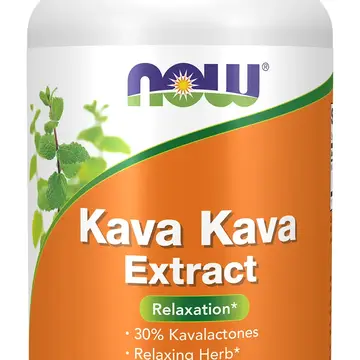 now
Kava Kava
Extract
Relaxation*
• 30% Kavalactones
• Relaxing Herb*